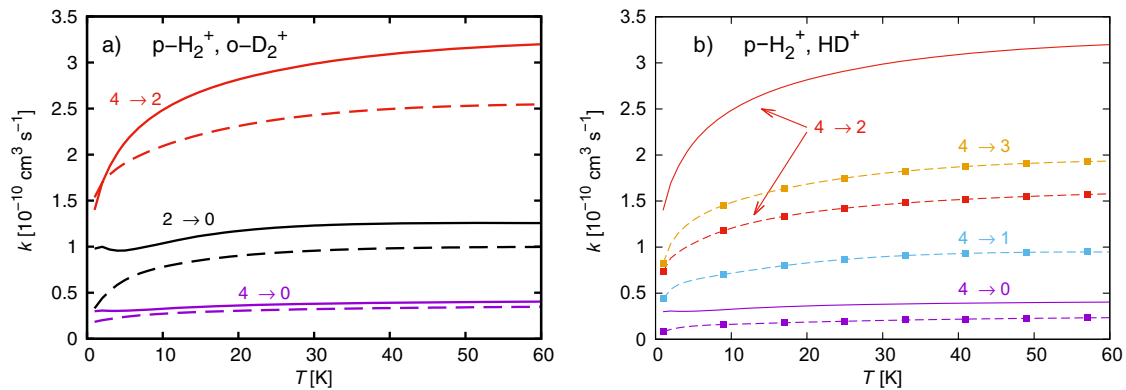 a) p−H₂⁺, o−D₂⁺
3.5
3
2.5
2
1.5
1
0.5
0
k [10⁻¹⁰ cm³ s⁻¹]
4 → 2
2 → 0
4 → 0
0 10 20 30 40 50 60
T [K]
b) p−H₂⁺, HD⁺
3.5
3
2.5
2
1.5
1
0.5
0
k [10⁻¹⁰ cm³ s⁻¹]
4 → 2
4 → 3
4 → 1
4 → 0
0 10 20 30 40 50 60
T [K]